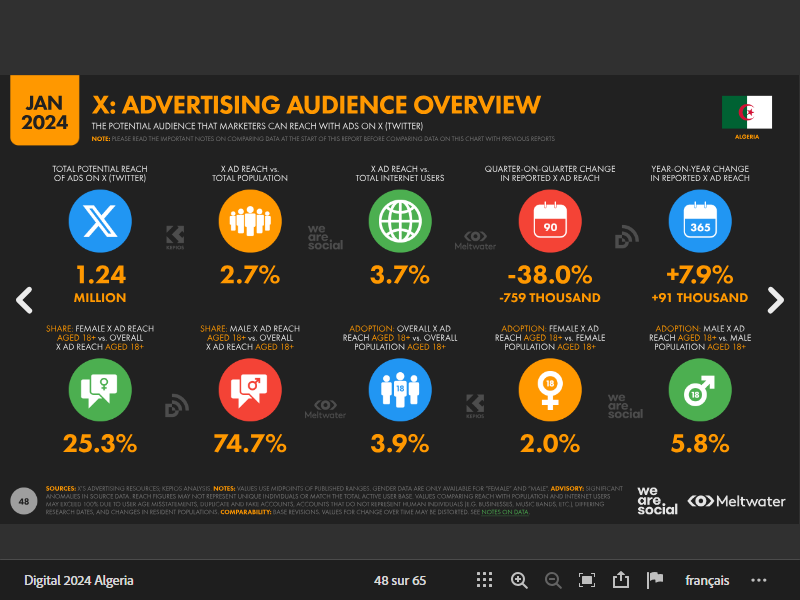 JAN
2024
X: ADVERTISING AUDIENCE OVERVIEW
THE POTENTIAL AUDIENCE THAT MARKETERS CAN REACH WITH ADS ON X (TWITTER)
NOTE: PLEASE READ THE IMPORTANT NOTES ON COMPARING DATA AT THE START OF THIS REPORT BEFORE COMPARING DATA ON THIS CHART WITH PREVIOUS REPORTS
ALGERIA
TOTAL POTENTIAL REACH
OF ADS ON X (TWITTER)
1.24
MILLION
X AD REACH vs.
TOTAL POPULATION
2.7%
X AD REACH vs.
TOTAL INTERNET USERS
3.7%
QUARTER-ON-QUARTER CHANGE
IN REPORTED X AD REACH
90
-38.0%
-759 THOUSAND
YEAR-ON-YEAR CHANGE
IN REPORTED X AD REACH
365
+7.9%
+91 THOUSAND
KEPIOS
we
are.
social
Meltwater
SHARE: FEMALE X AD REACH
AGED 18+ vs. OVERALL
X AD REACH AGED 18+
25.3%
SHARE: MALE X AD REACH
AGED 18+ vs. OVERALL
X AD REACH AGED 18+
74.7%
ADOPTION: OVERALL X AD
REACH AGED 18+ vs. OVERALL
POPULATION AGED 18+
18
3.9%
ADOPTION: FEMALE X AD
REACH AGED 18+ vs. FEMALE
POPULATION AGED 18+
18
2.0%
ADOPTION: MALE X AD
REACH AGED 18+ vs. MALE
POPULATION AGED 18+
18
5.8%
Meltwater
KEPIOS
we
are.
social
48
SOURCES: X'S ADVERTISING RESOURCES; KEPIOS ANALYSIS. NOTES: VALUES USE MIDPOINTS OF PUBLISHED RANGES. GENDER DATA ARE ONLY AVAILABLE FOR "FEMALE" AND "MALE". ADVISORY: SIGNIFICANT
ANOMALIES IN SOURCE DATA. REACH FIGURES MAY NOT REPRESENT UNIQUE INDIVIDUALS OR MATCH THE TOTAL ACTIVE USER BASE. VALUES COMPARING REACH WITH POPULATION AND INTERNET USERS
MAY EXCEED 100% DUE TO USER AGE MISSTATEMENTS, DUPLICATE AND FAKE ACCOUNTS, ACCOUNTS THAT DO NOT REPRESENT HUMAN INDIVIDUALS (E.G. BUSINESSES, MUSIC BANDS, ETC.), DIFFERING
RESEARCH DATES, AND CHANGES IN RESIDENT POPULATIONS. COMPARABILITY: BASE REVISIONS. VALUES FOR CHANGE OVER TIME MAY BE DISTORTED. SEE NOTES ON DATA.
we
are.
social
Meltwater
Digital 2024 Algeria
48 sur 65
français